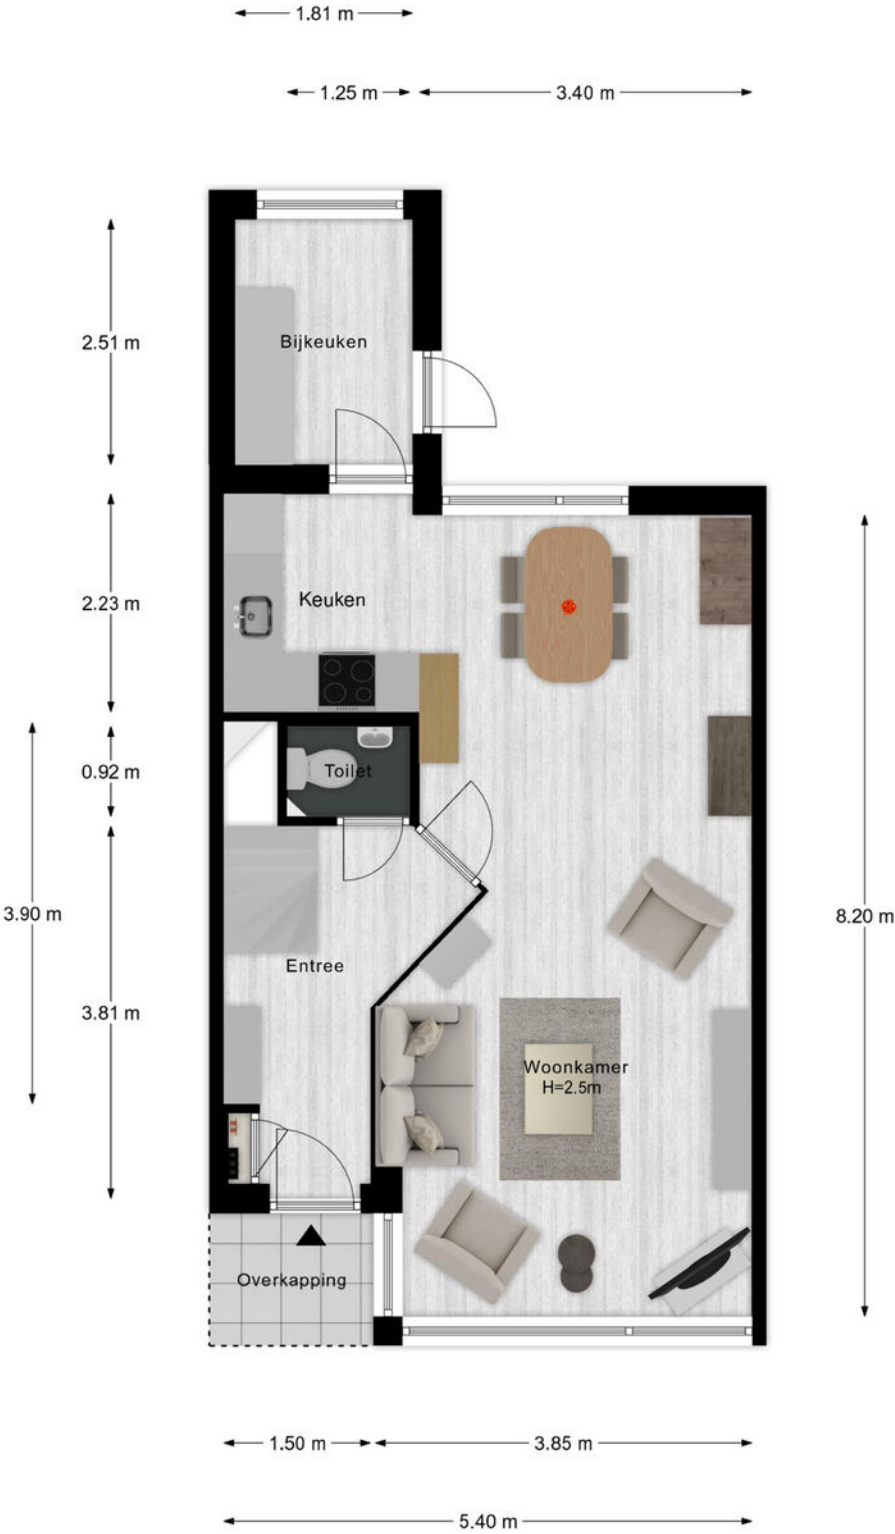 1.81 m
1.25 m
3.40 m
2.51 m
Bijkeuken
2.23 m
Keuken
0.92 m
Toilet
3.90 m
8.20 m
Entree
3.81 m
Woonkamer
H=2.5m
Overkapping
1.50 m
3.85 m
5.40 m